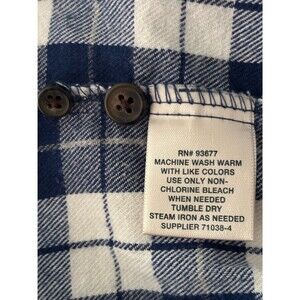 RN# 93677
MACHINE WASH WARM
WITH LIKE COLORS
USE ONLY NON-
CHLORINE BLEACH
WHEN NEEDED
TUMBLE DRY
STEAM IRON AS NEEDED
SUPPLIER 71038-4